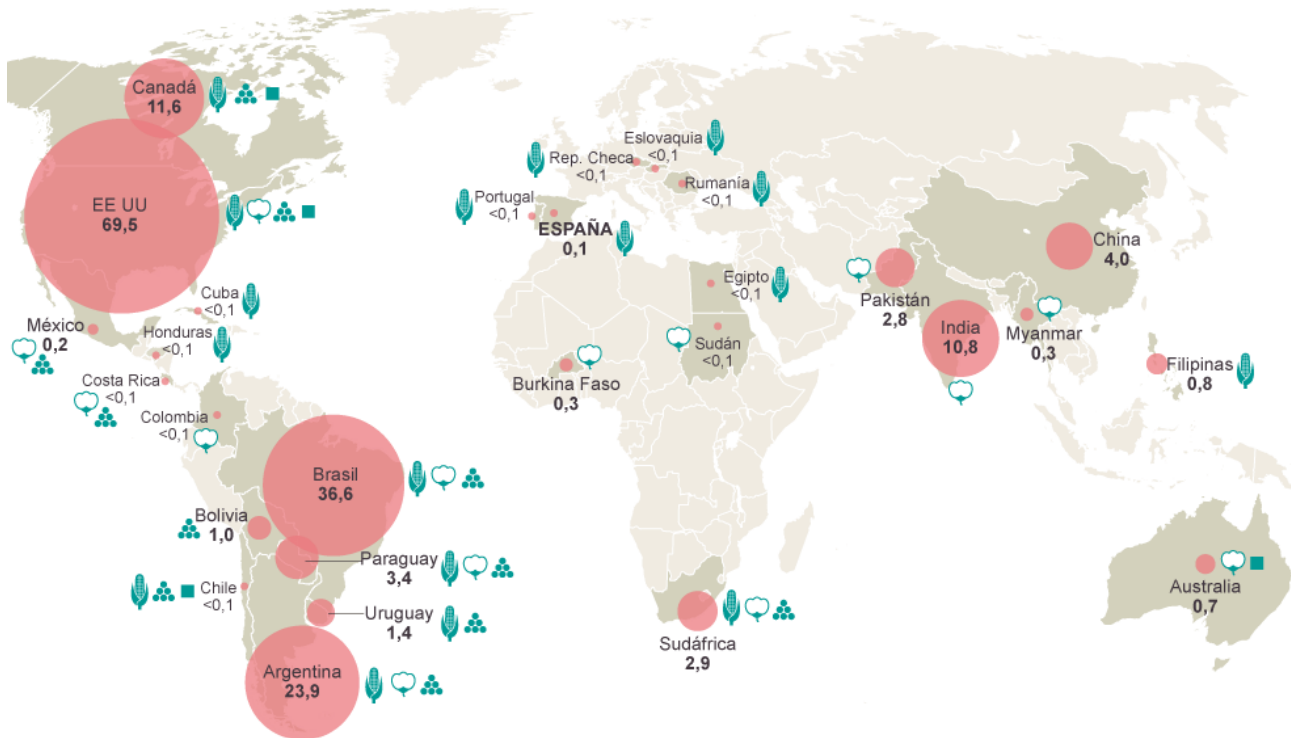 Canadá
11,6
EE UU
69,5
Cuba
<0,1
México
0,2
Honduras
<0,1
Costa Rica
<0,1
Colombia
<0,1
Brasil
36,6
Bolivia
1,0
Paraguay
3,4
Chile
<0,1
Uruguay
1,4
Argentina
23,9
Eslovaquia
<0,1
Rep. Checa
<0,1
Rumanía
<0,1
Portugal
<0,1
ESPAÑA
0,1
Egipto
<0,1
Sudán
<0,1
Burkina Faso
0,3
Sudáfrica
2,9
China
4,0
Pakistán
2,8
India
10,8
Myanmar
0,3
Filipinas
0,8
Australia
0,7